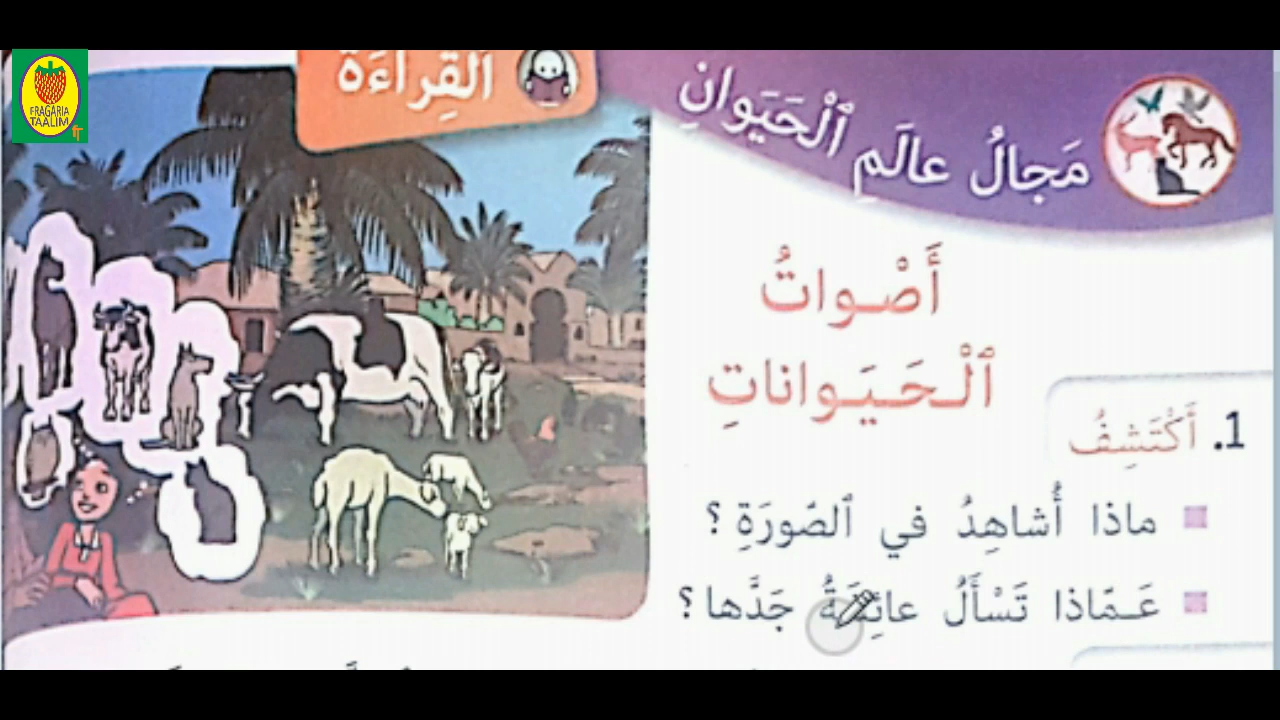 FRAGARIA
TAALIM
fr
ٱلْقِراءَةُ
مَجالُ عالَمِ ٱلْحَيَوانِ
أَصْواتُ
ٱلْحَيَواناتِ
1. أَكْتَشِفُ
ماذا أُشاهِدُ في ٱلصّورَةِ ؟
عَمّاذا تَسْأَلُ عائِشَةُ جَدَّها ؟